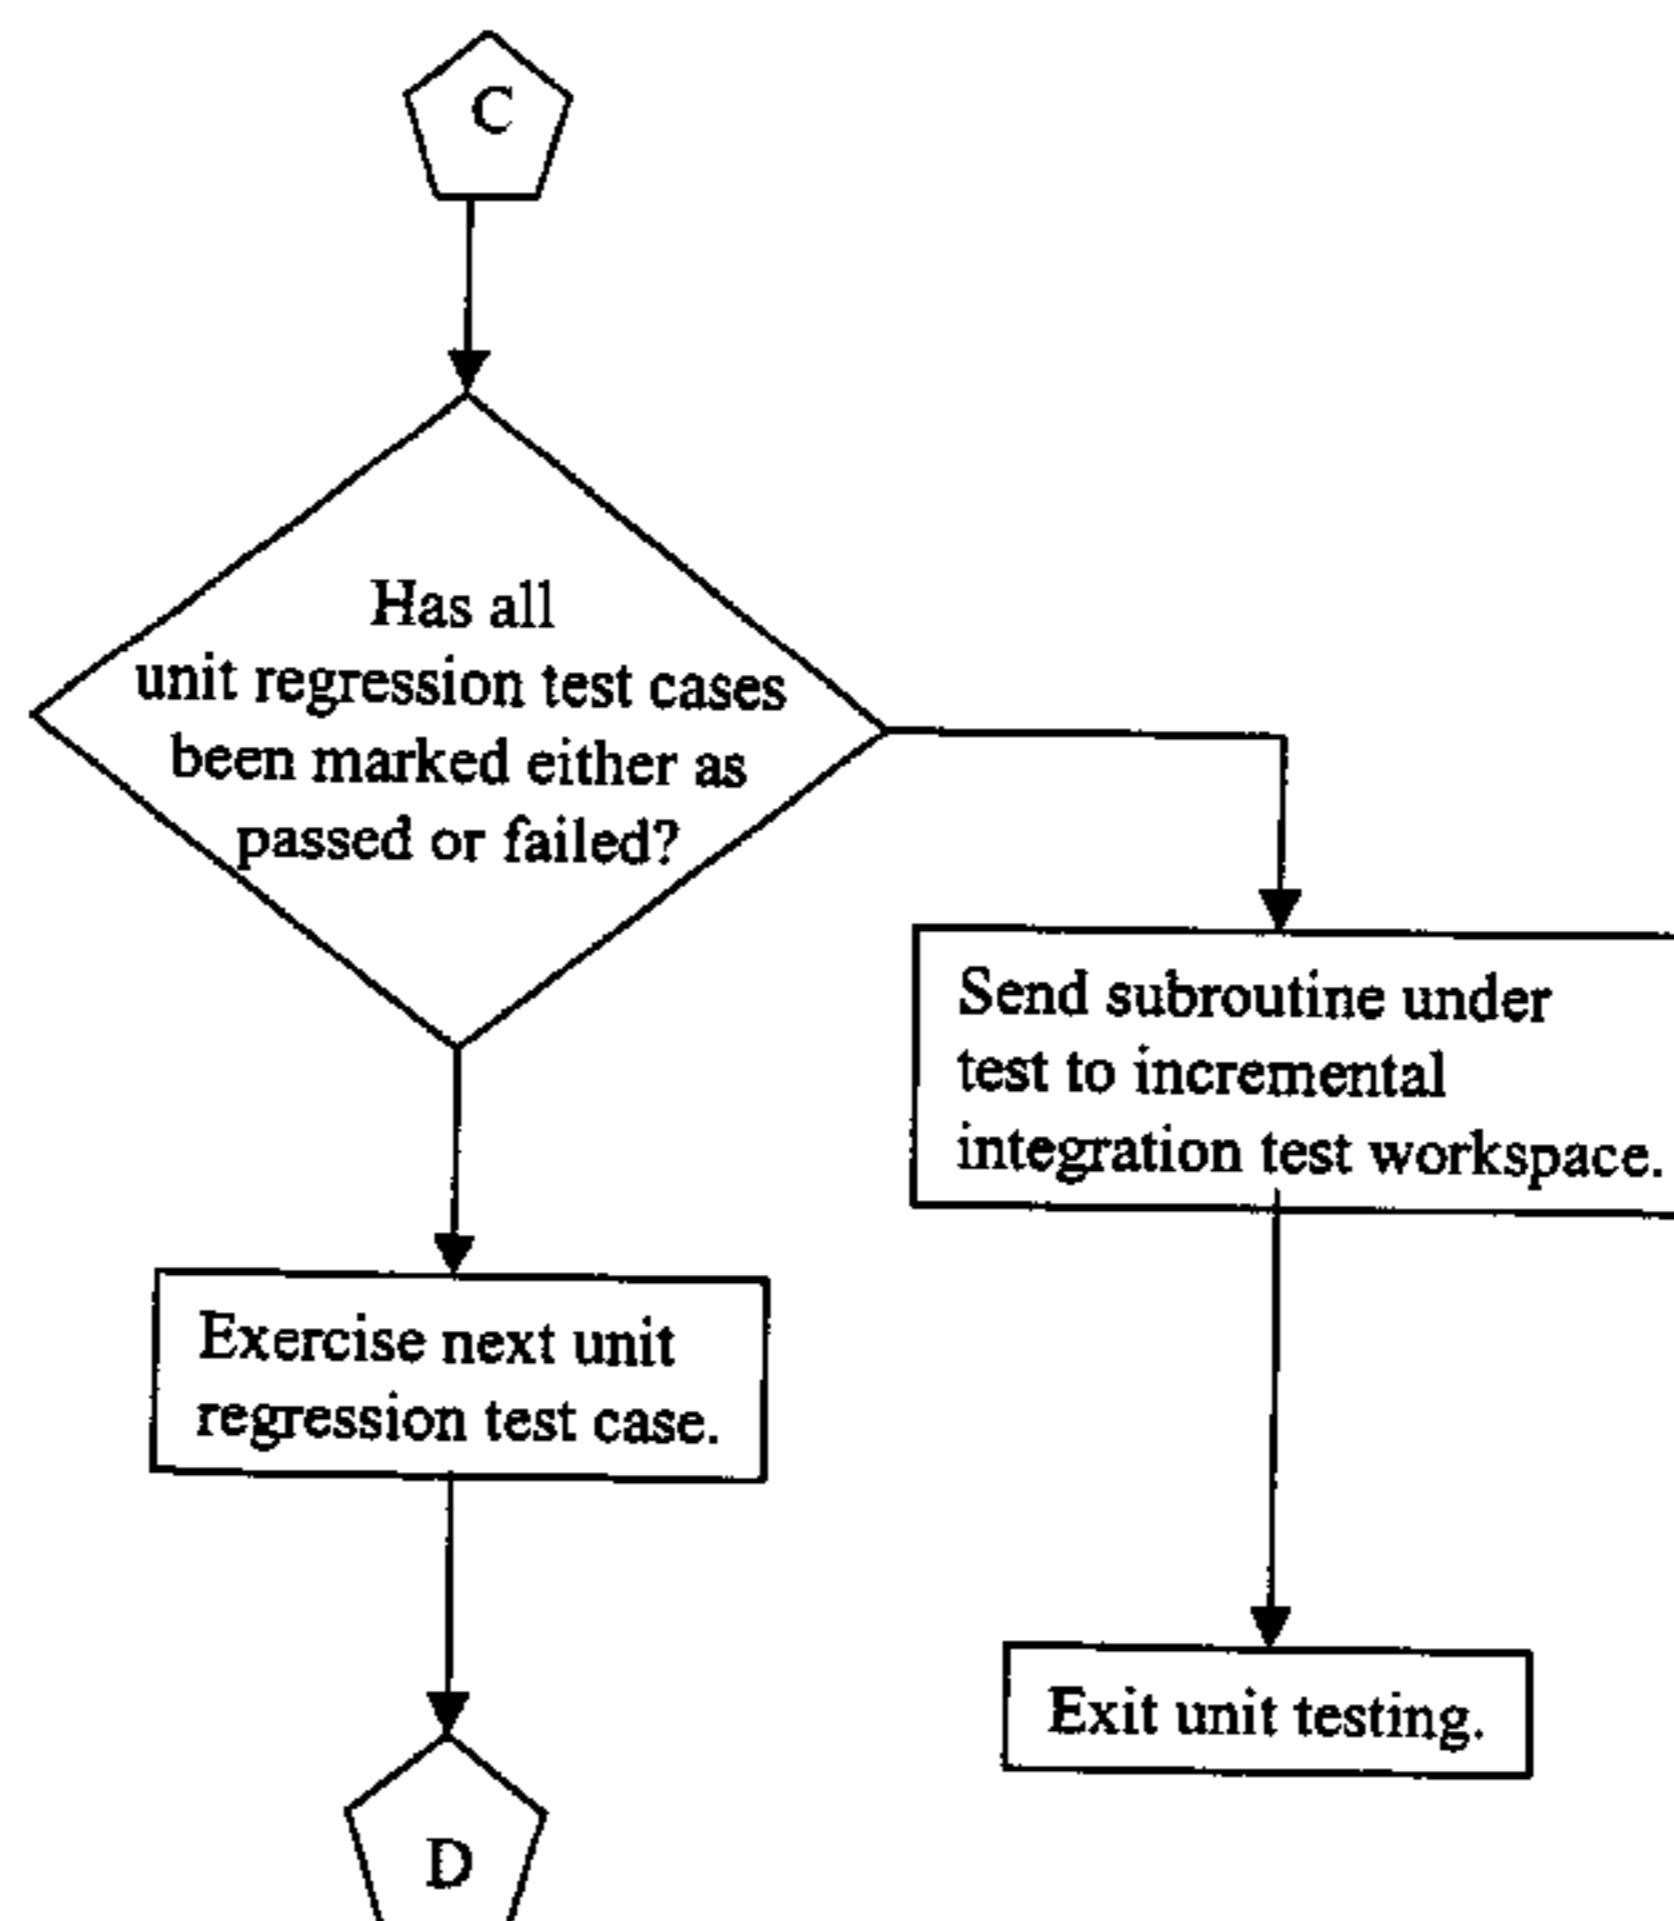 C
Has all
unit regression test cases
been marked either as
passed or failed?
Send subroutine under
test to incremental
integration test workspace.
Exercise next unit
regression test case.
Exit unit testing.
D